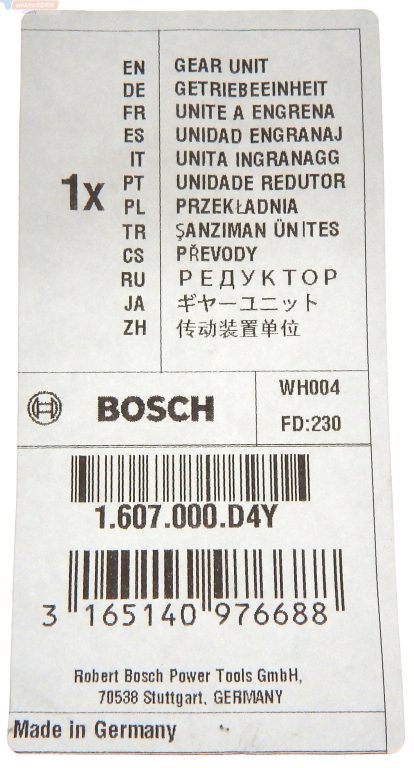 EN GEAR UNIT
DE GETRIEBEEINHEIT
FR UNITE A ENGRENA
ES UNIDAD ENGRANAJ
IT UNITA INGRANAGG
1x PT UNIDADE REDUTOR
PL PRZEKŁADNIA
TR ŞANZIMAN ÜNITES
CS PŘEVODY
RU РЕДУКТОР
JA ギヤーユニット
ZH 传动装置单位
BOSCH
WH004
FD:230
1.607.000.D4Y
3 165140 976688
Robert Bosch Power Tools GmbH,
70538 Stuttgart, GERMANY
Made in Germany